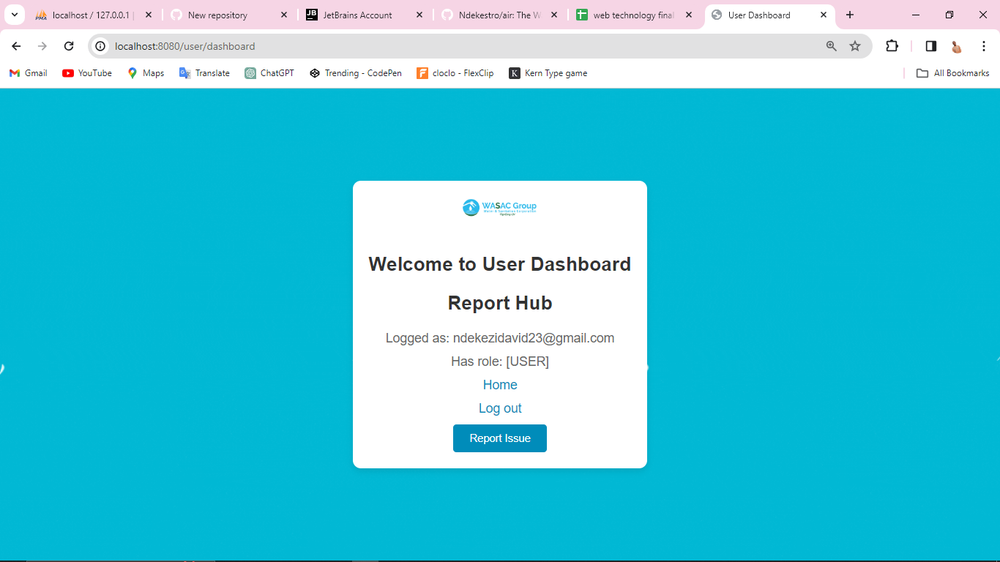 localhost / 127.0.0.1 |
New repository
JetBrains Account
Ndekestro/air: The W
web technology final
User Dashboard
localhost:8080/user/dashboard
Gmail
YouTube
Maps
Translate
ChatGPT
Trending - CodePen
cloclo - FlexClip
Kern Type game
All Bookmarks
WASAC Group
Water & Sanitation Corporation
Welcome to User Dashboard
Report Hub
Logged as: ndekezidavid23@gmail.com
Has role: [USER]
Home
Log out
Report Issue